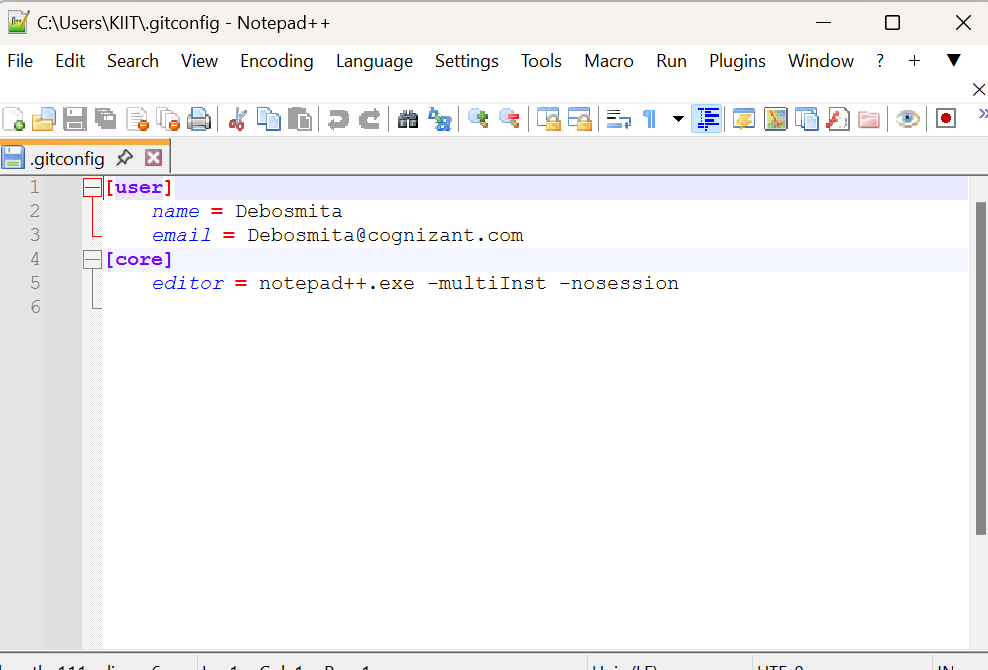 C:\Users\KIIT\.gitconfig - Notepad++
File Edit Search View Encoding Language Settings Tools Macro Run Plugins Window ? +
.gitconfig
1 [user]
2 name = Debosmita
3 email = Debosmita@cognizant.com
4 [core]
5 editor = notepad++.exe -multiInst -nosession
6